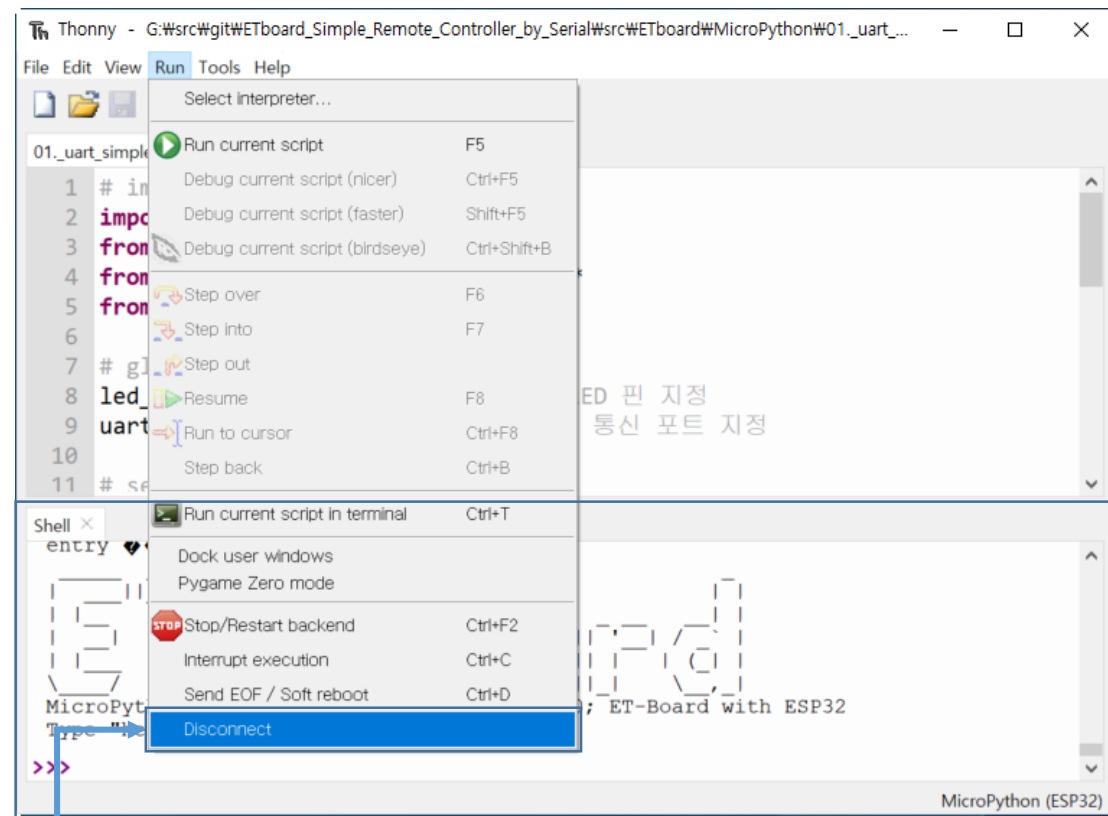 Thonny - G:₩src₩git₩ETboard_Simple_Remote_Controller_by_Serial₩src₩ETboard₩MicroPython₩01._uart_...
File Edit View Run Tools Help
Select interpreter...
01._uart_simple
Run current script F5
Debug current script (nicer) Ctrl+F5
Debug current script (faster) Shift+F5
Debug current script (birdseye) Ctrl+Shift+B
Step over F6
Step into F7
Step out
Resume F8
Run to cursor Ctrl+F8
Step back Ctrl+B
Run current script in terminal Ctrl+T
Dock user windows
Pygame Zero mode
Stop/Restart backend Ctrl+F2
Interrupt execution Ctrl+C
Send EOF / Soft reboot Ctrl+D
Disconnect
1 # im
2 impo
3 from
4 from
5 from
6
7 # gl
8 led_ ED 핀 지정
9 uart 통신 포트 지정
10
11 # se
Shell
entry
MicroPyt ; ET-Board with ESP32
Type "he
>>>
MicroPython (ESP32)